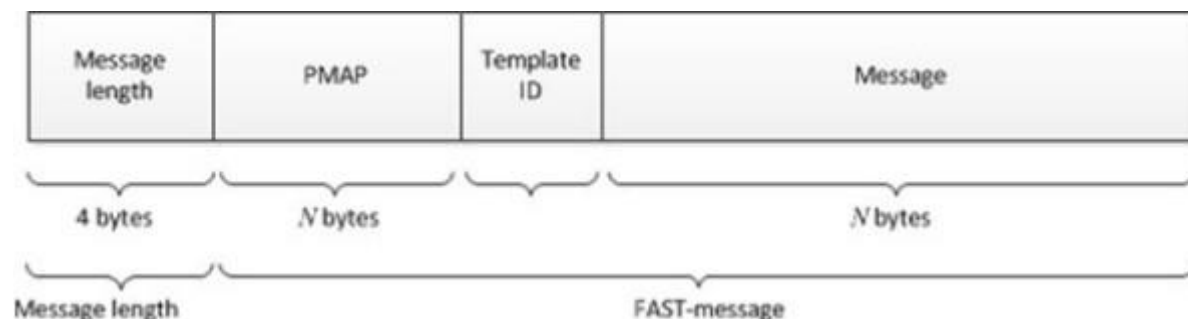 Message
length
PMAP
Template
ID
Message
4 bytes
N bytes
N bytes
Message length
FAST-message